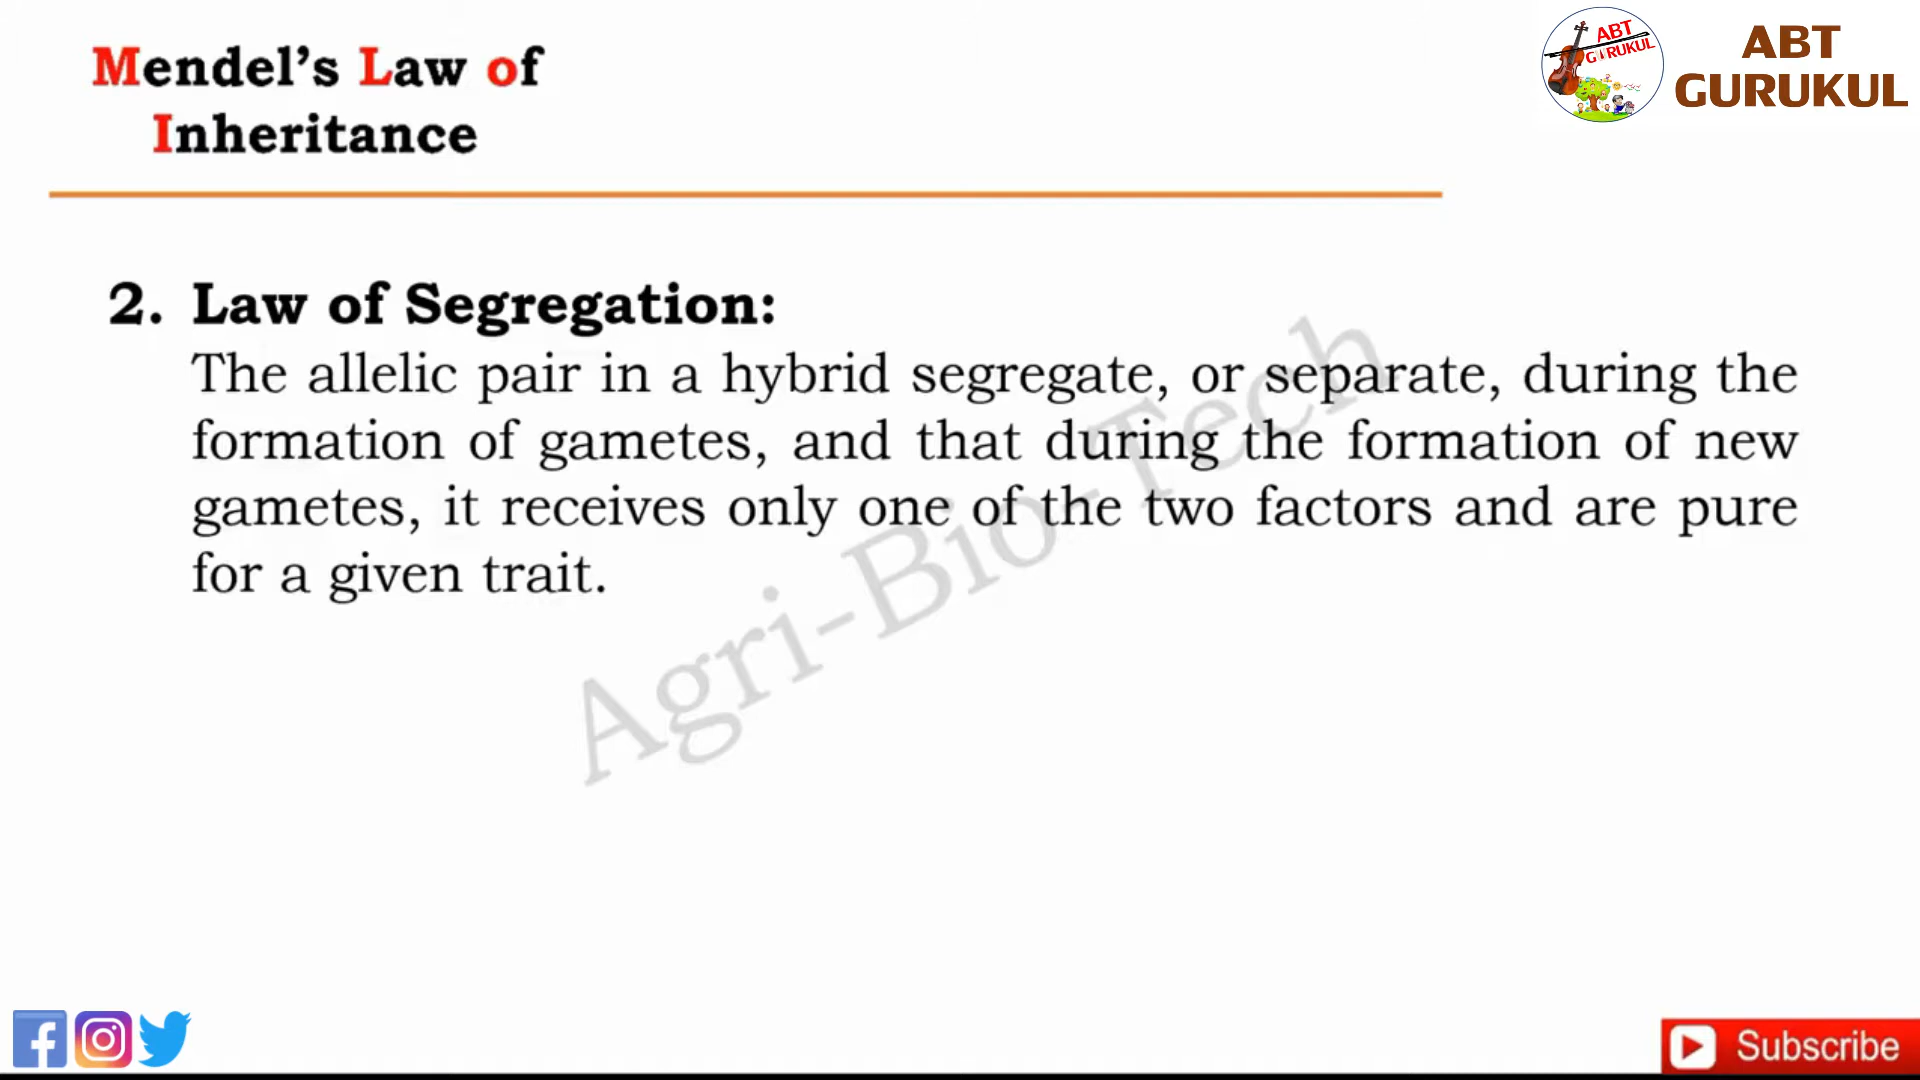 Mendel’s Law of
Inheritance
ABT
GURUKUL
ABT
GURUKUL
2. Law of Segregation:
The allelic pair in a hybrid segregate, or separate, during the
formation of gametes, and that during the formation of new
gametes, it receives only one of the two factors and are pure
for a given trait.
Agri-Bio-Tech
Subscribe